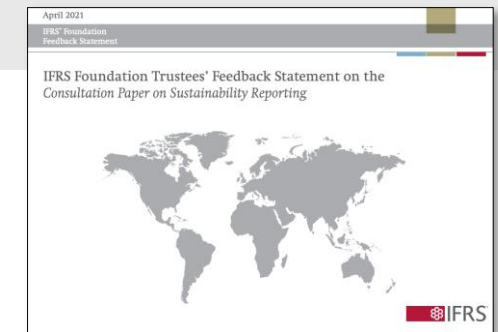 April 2021
IFRS® Foundation
Feedback Statement
IFRS Foundation Trustees' Feedback Statement on the
Consultation Paper on Sustainability Reporting
IFRS